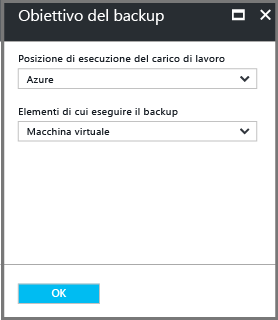 Obiettivo del backup
Posizione di esecuzione del carico di lavoro
Azure
Elementi di cui eseguire il backup
Macchina virtuale
OK